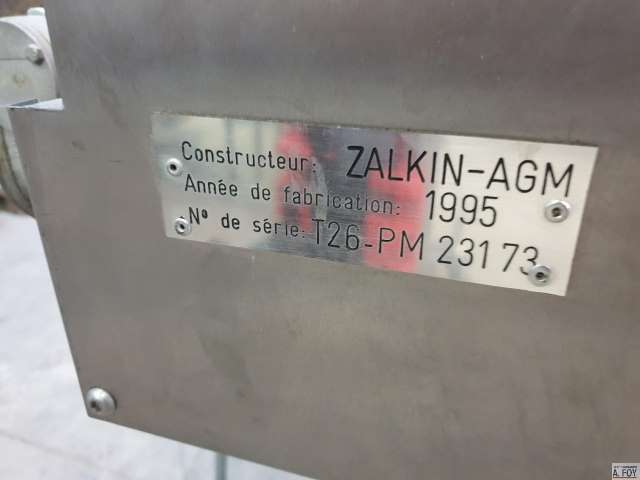 Constructeur: ZALKIN-AGM
Année de fabrication: 1995
N° de série: T26-PM 23173
A. FOY